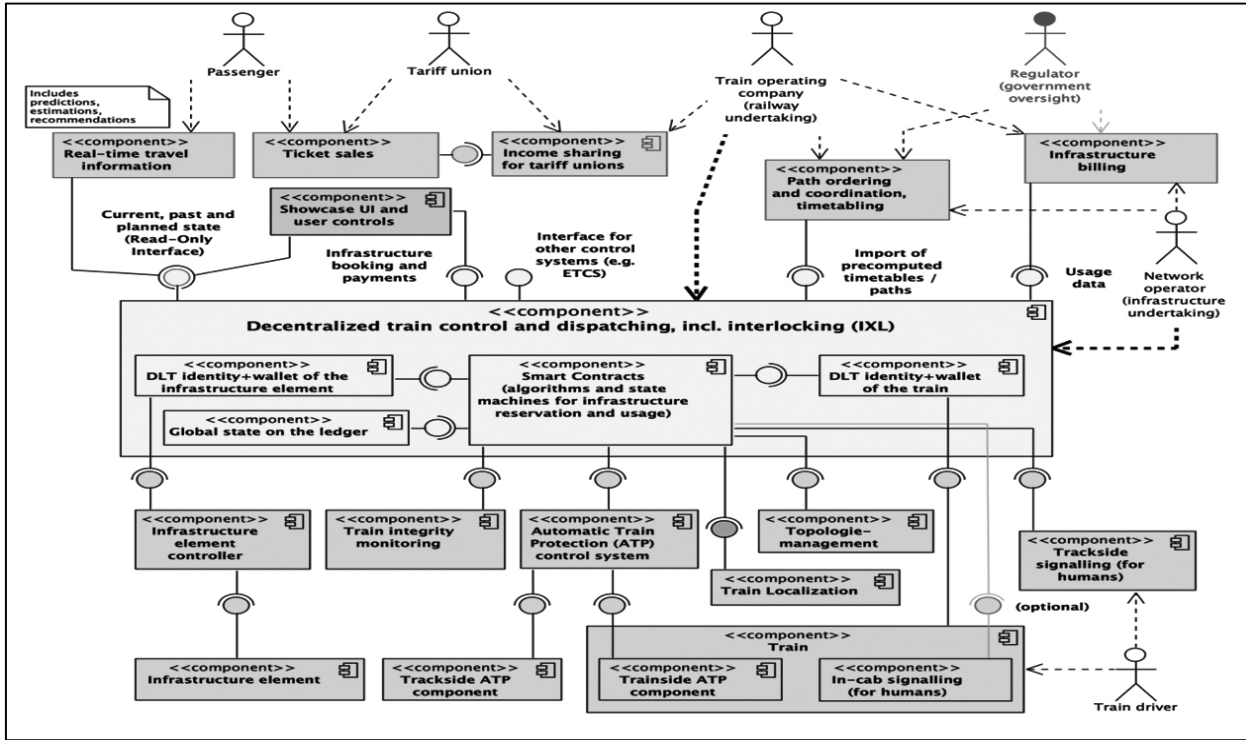 Passenger
Tariff union
Train operating
company
(railway
undertaking)
Regulator
(government
oversight)
Includes
predictions,
estimations,
recommendations
<<component>>
Real-time travel
information
<<component>>
Ticket sales
<<component>>
Income sharing
for tariff unions
<<component>>
Path ordering
and coordination,
timetabling
<<component>>
Infrastructure
billing
<<component>>
Showcase UI and
user controls
Current, past and
planned state
(Read-Only
Interface)
Infrastructure
booking and
payments
Interface for
other control
systems (e.g.
ETCS)
Import of
precomputed
timetables /
paths
Usage
data
Network
operator
(infrastructure
undertaking)
<<component>>
Decentralized train control and dispatching, incl. interlocking (IXL)
<<component>>
DLT identity+wallet of the
infrastructure element
<<component>>
Smart Contracts
(algorithms and state
machines for infrastructure
reservation and usage)
<<component>>
DLT identity+wallet
of the train
<<component>>
Global state on the ledger
<<component>>
Infrastructure
element
controller
<<component>>
Train integrity
monitoring
<<component>>
Automatic Train
Protection (ATP)
control system
<<component>>
Topologie-
management
<<component>>
Trackside
signalling (for
humans)
<<component>>
Train Localization
(optional)
<<component>>
Train
<<component>>
Infrastructure element
<<component>>
Trackside ATP
component
<<component>>
Trainside ATP
component
<<component>>
In-cab signalling
(for humans)
Train driver